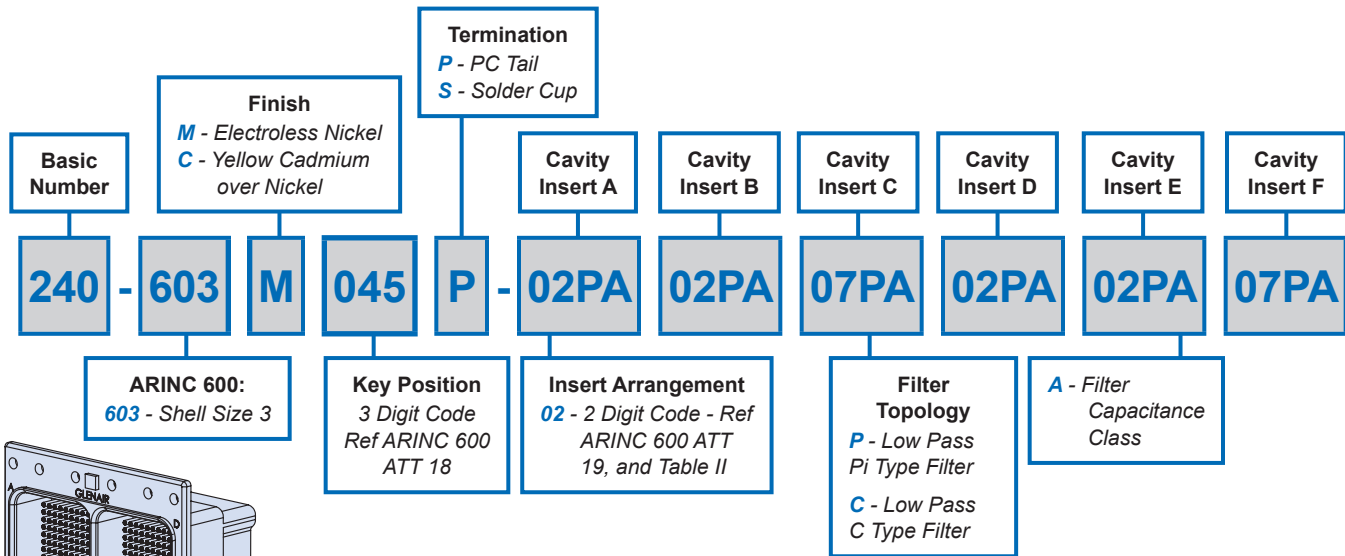 Termination
P - PC Tail
S - Solder Cup
Finish
M - Electroless Nickel
C - Yellow Cadmium
over Nickel
Basic
Number
Cavity
Insert A
Cavity
Insert B
Cavity
Insert C
Cavity
Insert D
Cavity
Insert E
Cavity
Insert F
240 - 603 M 045 P - 02PA 02PA 07PA 02PA 02PA 07PA
ARINC 600:
603 - Shell Size 3
Key Position
3 Digit Code
Ref ARINC 600
ATT 18
Insert Arrangement
02 - 2 Digit Code - Ref
ARINC 600 ATT
19, and Table II
Filter
Topology
P - Low Pass
Pi Type Filter
C - Low Pass
C Type Filter
A - Filter
Capacitance
Class
GLENAIR
A
D